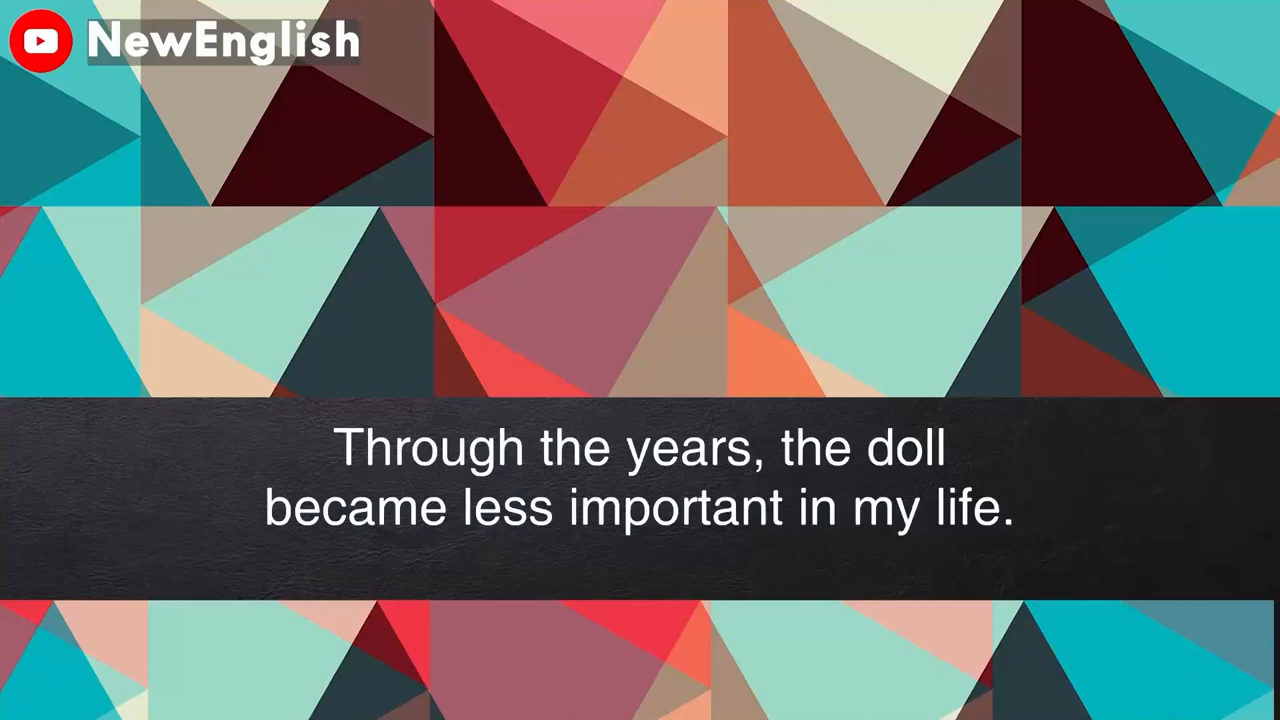 NewEnglish
Through the years, the doll
became less important in my life.